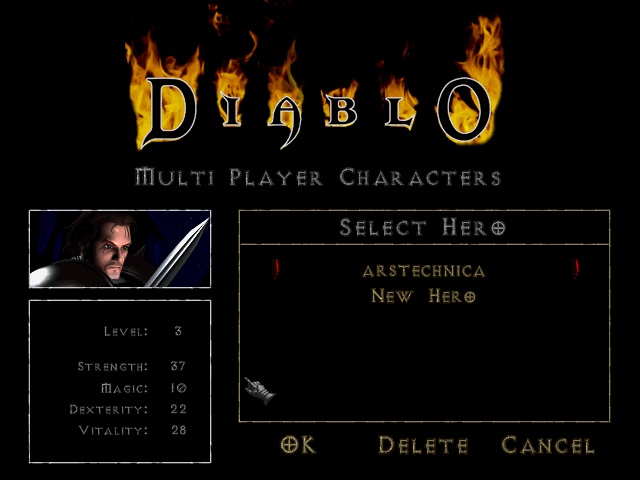 DIABLO
MULTI PLAYER CHARACTERS
SELECT HERO
ARSTECHNICA
NEW HERO
LEVEL: 3
STRENGTH: 37
MAGIC: 10
DEXTERITY: 22
VITALITY: 28
OK DELETE CANCEL